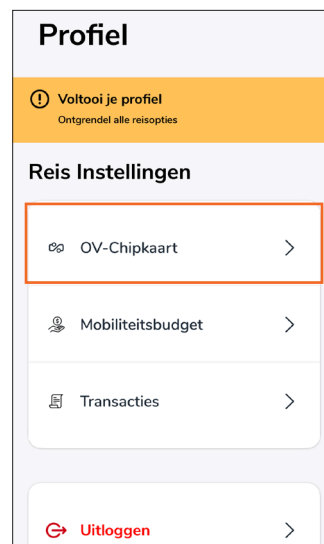 Profiel
Voltooi je profiel
Ontgrendel alle reisopties
Reis Instellingen
OV-Chipkaart
Mobiliteitsbudget
Transacties
Uitloggen